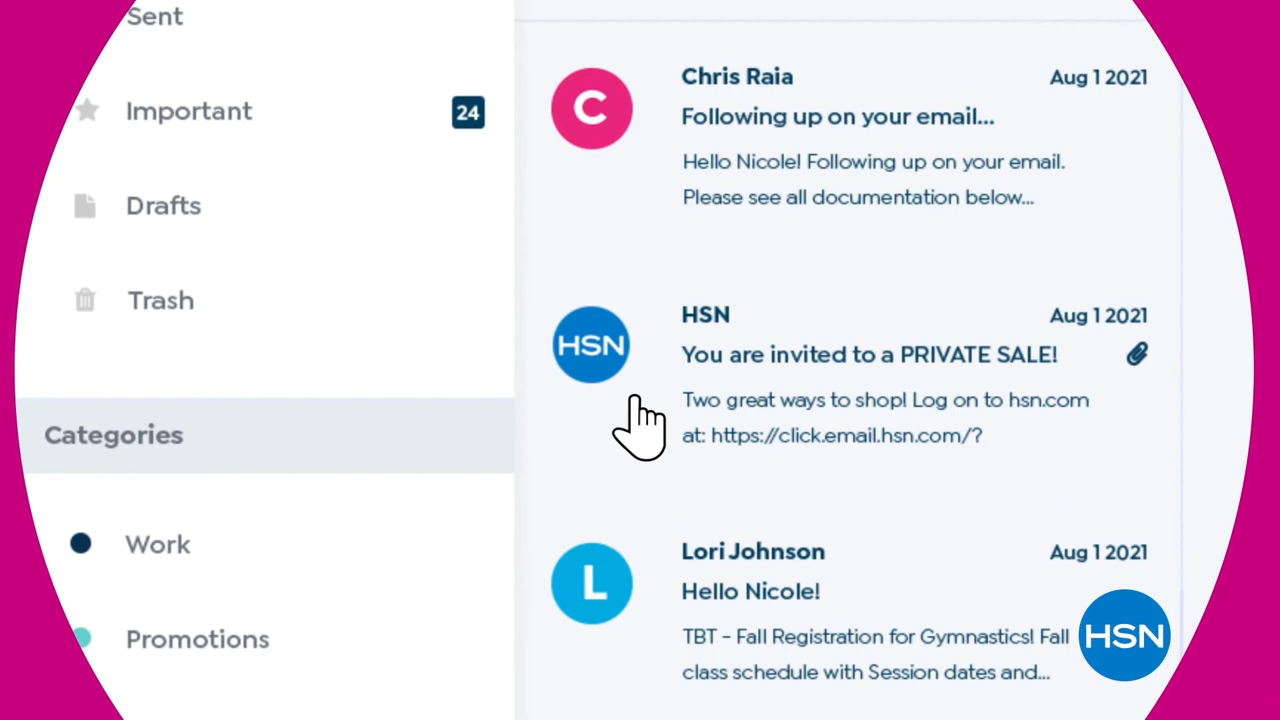 Sent
Important
24
Drafts
Trash
Categories
Work
Promotions
C
Chris Raia
Aug 1 2021
Following up on your email...
Hello Nicole! Following up on your email.
Please see all documentation below...
HSN
HSN
Aug 1 2021
You are invited to a PRIVATE SALE!
Two great ways to shop! Log on to hsn.com
at: https://click.email.hsn.com/?
L
Lori Johnson
Aug 1 2021
Hello Nicole!
TBT - Fall Registration for Gymnastics! Fall
class schedule with Session dates and...
HSN